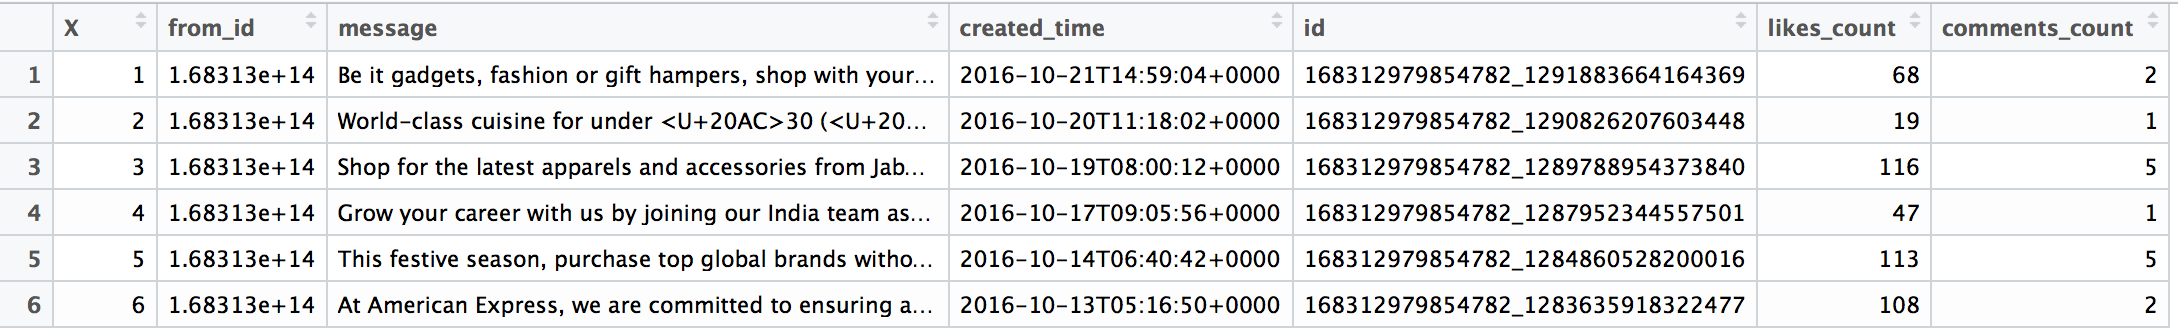 X from_id message created_time id likes_count comments_count
1 1 1.68313e+14 Be it gadgets, fashion or gift hampers, shop with your... 2016-10-21T14:59:04+0000 168312979854782_1291883664164369 68 2
2 2 1.68313e+14 World-class cuisine for under <U+20AC>30 (<U+20... 2016-10-20T11:18:02+0000 168312979854782_1290826207603448 19 1
3 3 1.68313e+14 Shop for the latest apparels and accessories from Jab... 2016-10-19T08:00:12+0000 168312979854782_1289788954373840 116 5
4 4 1.68313e+14 Grow your career with us by joining our India team as... 2016-10-17T09:05:56+0000 168312979854782_1287952344557501 47 1
5 5 1.68313e+14 This festive season, purchase top global brands witho... 2016-10-14T06:40:42+0000 168312979854782_1284860528200016 113 5
6 6 1.68313e+14 At American Express, we are committed to ensuring a... 2016-10-13T05:16:50+0000 168312979854782_1283635918322477 108 2